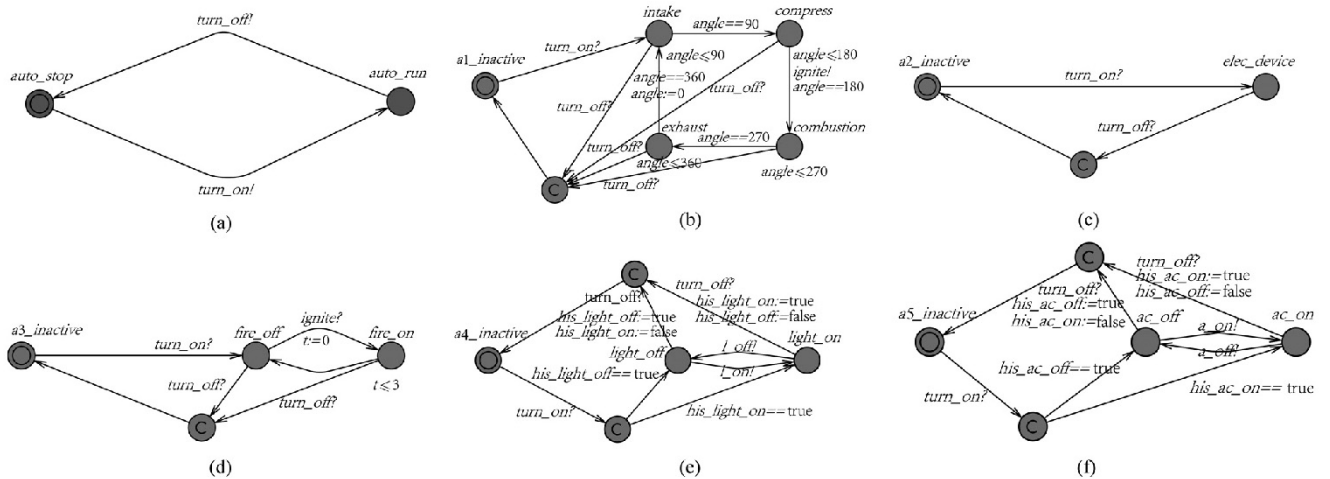 turn_off?
auto_stop
auto_run
turn_on!
(a)
intake
compress
angle==90
turn_on?
a1_inactive
angle⩽90
angle⩽180
ignite!
angle==360
angle:=0
angle==180
turn_off?
turn_off?
exhaust
angle==270
combustion
turn_off?
angle⩽360
turn_off?
angle⩽270
C
(b)
a2_inactive
turn_on?
elec_device
turn_off?
C
(c)
a3_inactive
fire_off
ignite?
t:=0
fire_on
turn_on?
turn_off?
turn_off?
t⩽3
C
(d)
C
turn_off?
turn_off?
his_light_on:=true
his_light_off:=false
his_light_off:=true
his_light_on:=false
a4_inactive
light_off
l_off!
light_on
l_on!
his_light_off==true
turn_on?
his_light_on==true
C
(e)
C
turn_off?
his_ac_on:=true
his_ac_off:=false
turn_off?
his_ac_off:=true
his_ac_on:=false
a5_inactive
ac_off
a_on!
ac_on
a_off!
his_ac_off==true
turn_on?
his_ac_on== true
C
(f)